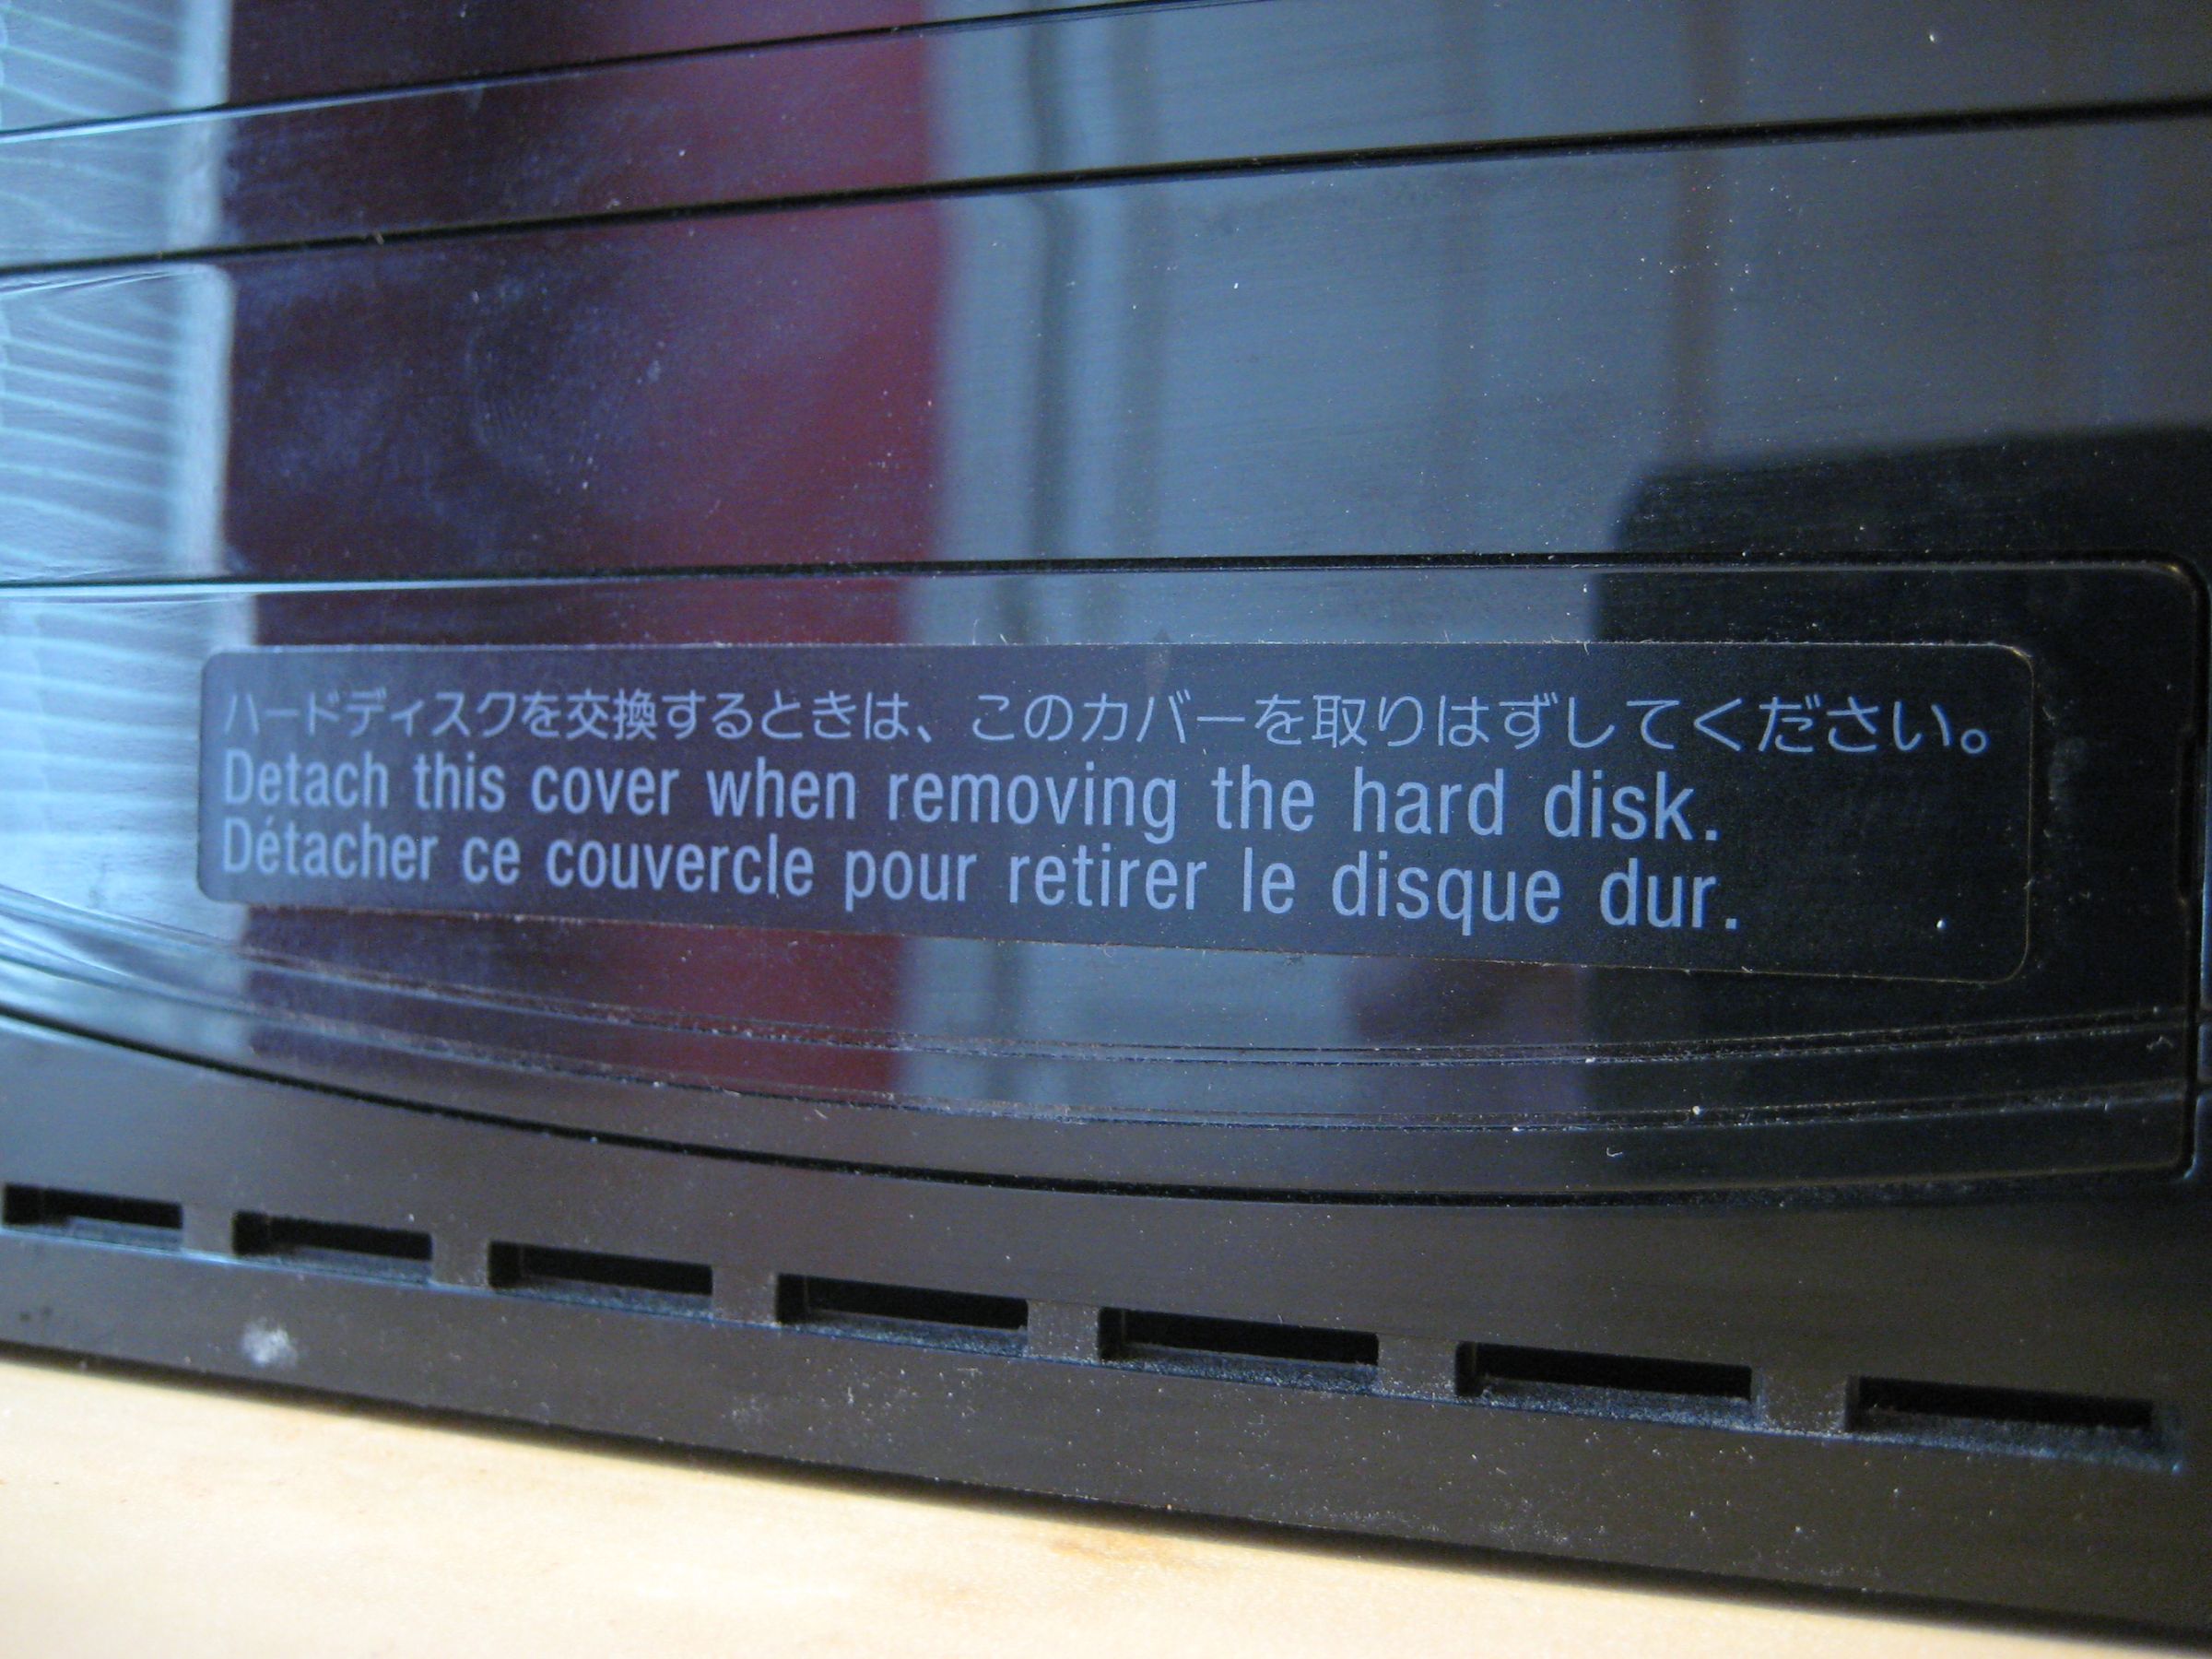 ハードディスクを交換するときは、このカバーを取りはずしてください。
Detach this cover when removing the hard disk.
Détacher ce couvercle pour retirer le disque dur.